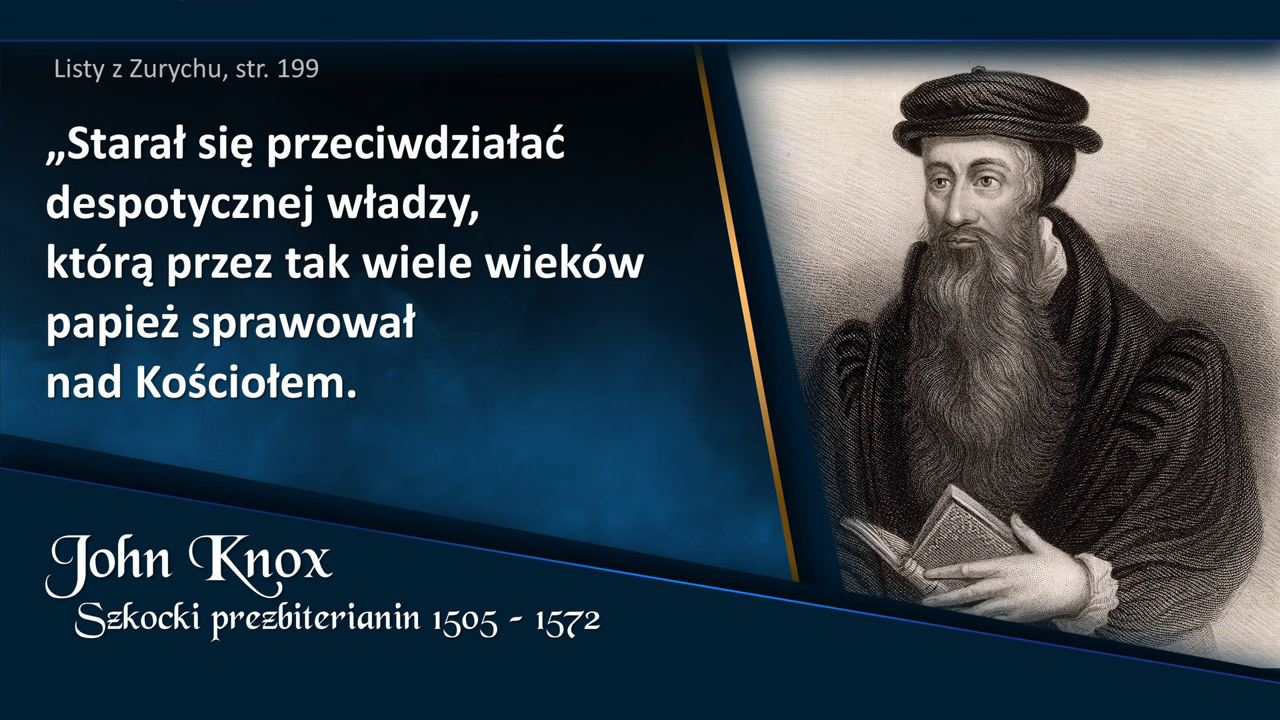 Listy z Zurychu, str. 199
„Starał się przeciwdziałać
despotycznej władzy,
którą przez tak wiele wieków
papież sprawował
nad Kościołem.
John Knox
Szkocki prezbiterianin 1505 - 1572